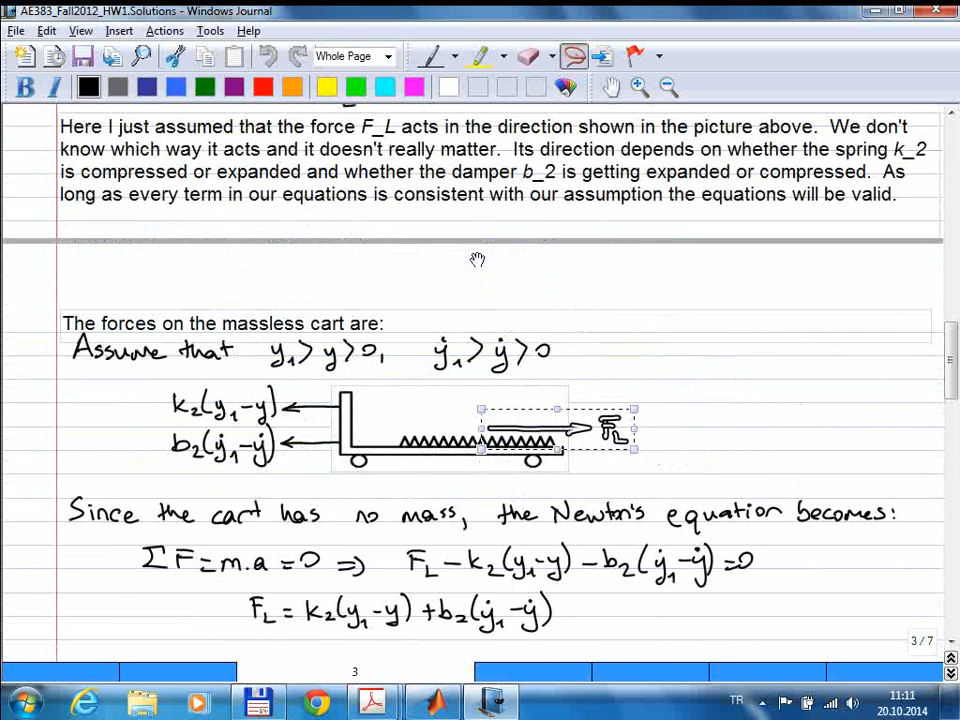 AE383_Fall2012_HW1.Solutions - Windows Journal
File Edit View Insert Actions Tools Help
Whole Page
B I
Here I just assumed that the force F_L acts in the direction shown in the picture above. We don't
know which way it acts and it doesn't really matter. Its direction depends on whether the spring k_2
is compressed or expanded and whether the damper b_2 is getting expanded or compressed. As
long as every term in our equations is consistent with our assumption the equations will be valid.
The forces on the massless cart are:
Assume that y₁>y>0, ẏ₁>ẏ>0
k₂(y₁-y)
F_L
b₂(ẏ₁-ẏ)
Since the cart has no mass, the Newton's equation becomes:
ΣF=m.a=0 ⇒ F_L-k₂(y₁-y)-b₂(ẏ₁-ẏ)=0
F_L=k₂(y₁-y)+b₂(ẏ₁-ẏ)
3/7
3
TR
11:11
20.10.2014